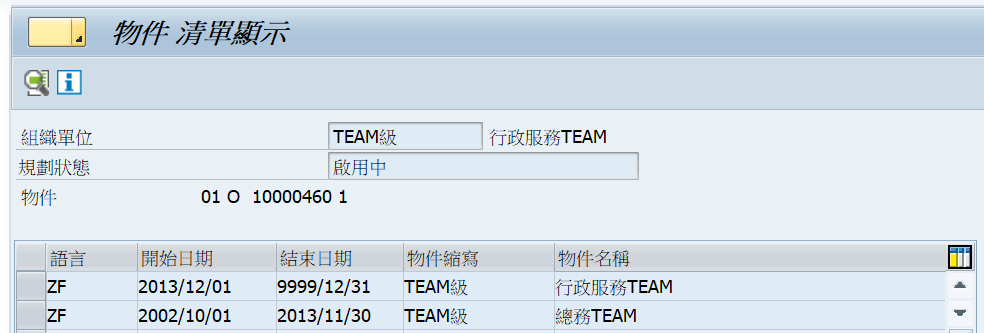 物件 清單顯示
組織單位 TEAM級 行政服務TEAM
規劃狀態 啟用中
物件 01 O 10000460 1
語言 開始日期 結束日期 物件縮寫 物件名稱
ZF 2013/12/01 9999/12/31 TEAM級 行政服務TEAM
ZF 2002/10/01 2013/11/30 TEAM級 總務TEAM